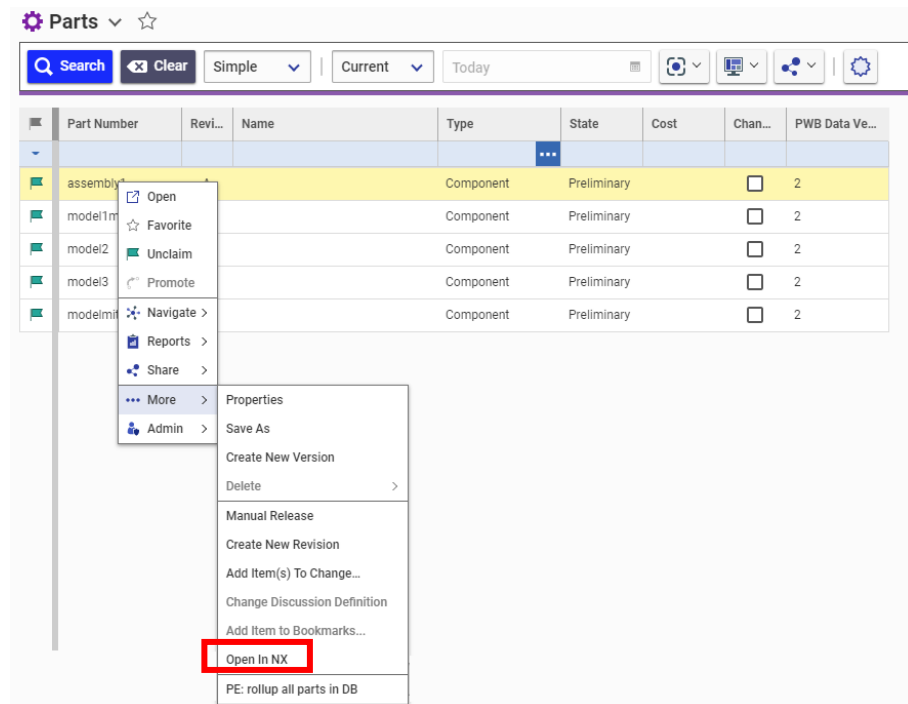 Parts
Search Clear Simple Current Today
Part Number Revi... Name Type State Cost Chan... PWB Data Ve...
assembly1 Component Preliminary 2
model1m Component Preliminary 2
model2 Component Preliminary 2
model3 Component Preliminary 2
modelmit Component Preliminary 2
Open
Favorite
Unclaim
Promote
Navigate
Reports
Share
More
Admin
Properties
Save As
Create New Version
Delete
Manual Release
Create New Revision
Add Item(s) To Change...
Change Discussion Definition
Add Item to Bookmarks...
Open In NX
PE: rollup all parts in DB